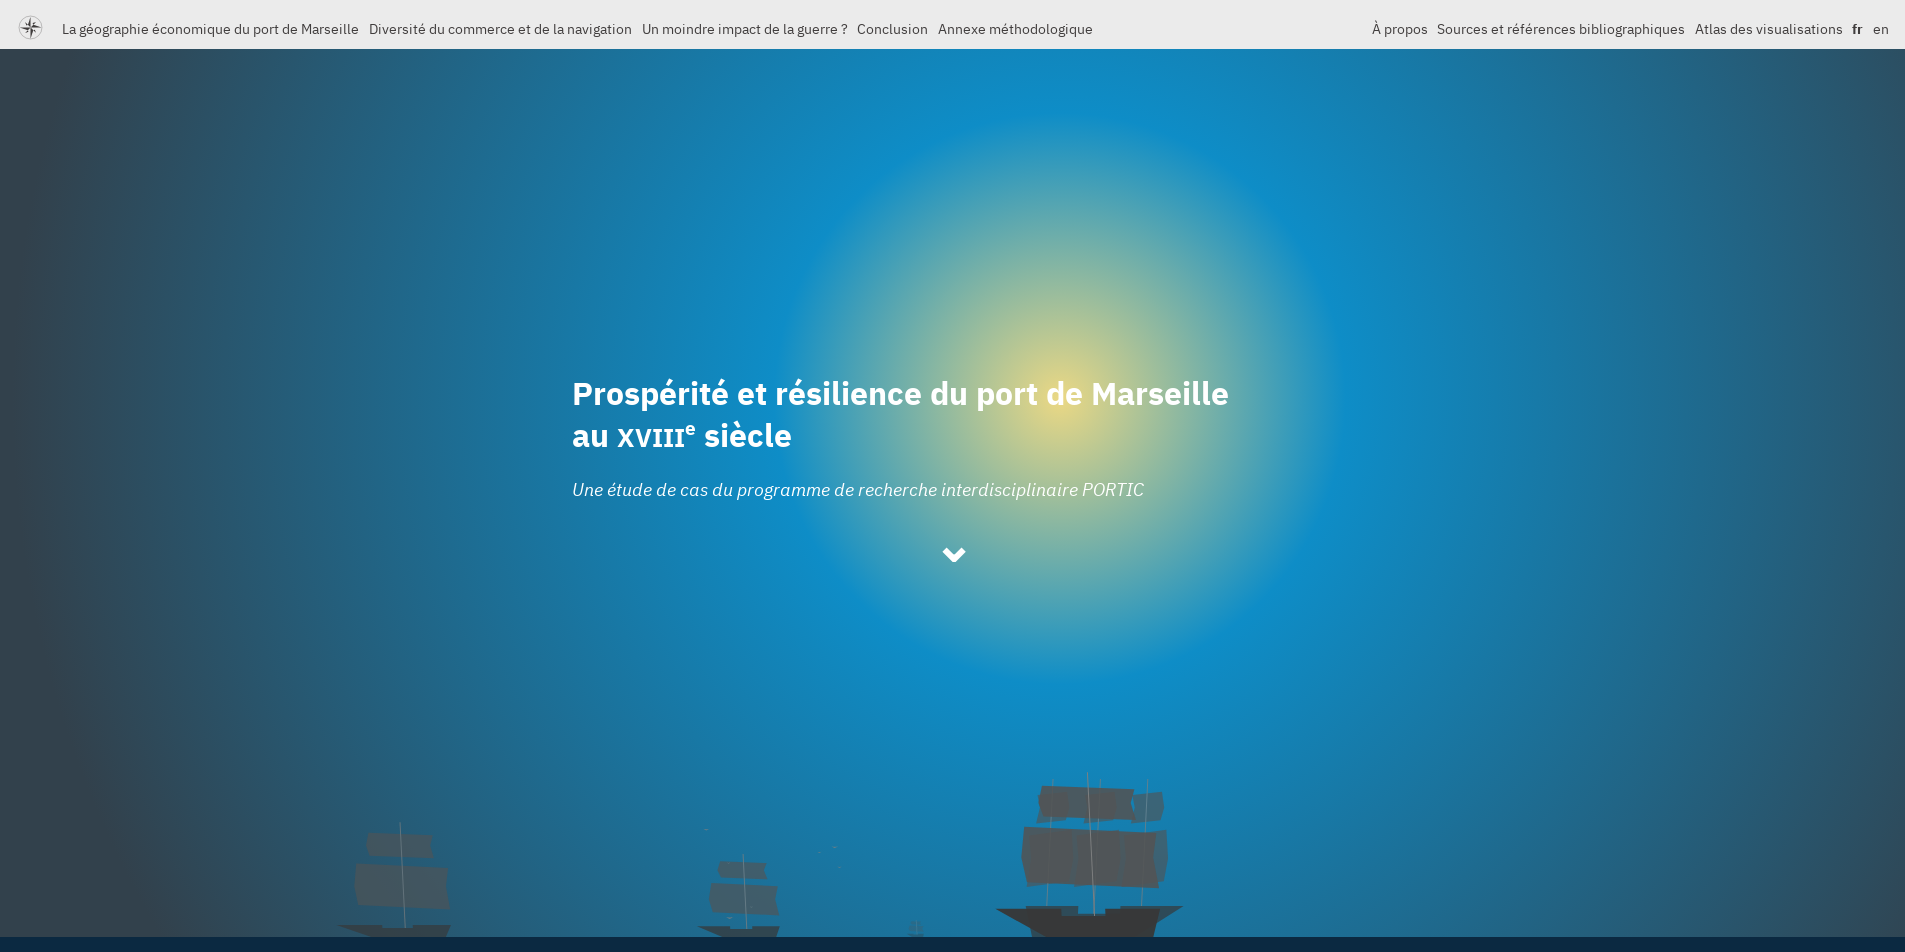 La géographie économique du port de Marseille Diversité du commerce et de la navigation Un moindre impact de la guerre ? Conclusion Annexe méthodologique À propos Sources et références bibliographiques Atlas des visualisations fr en
Prospérité et résilience du port de Marseille
au XVIIIe siècle
Une étude de cas du programme de recherche interdisciplinaire PORTIC